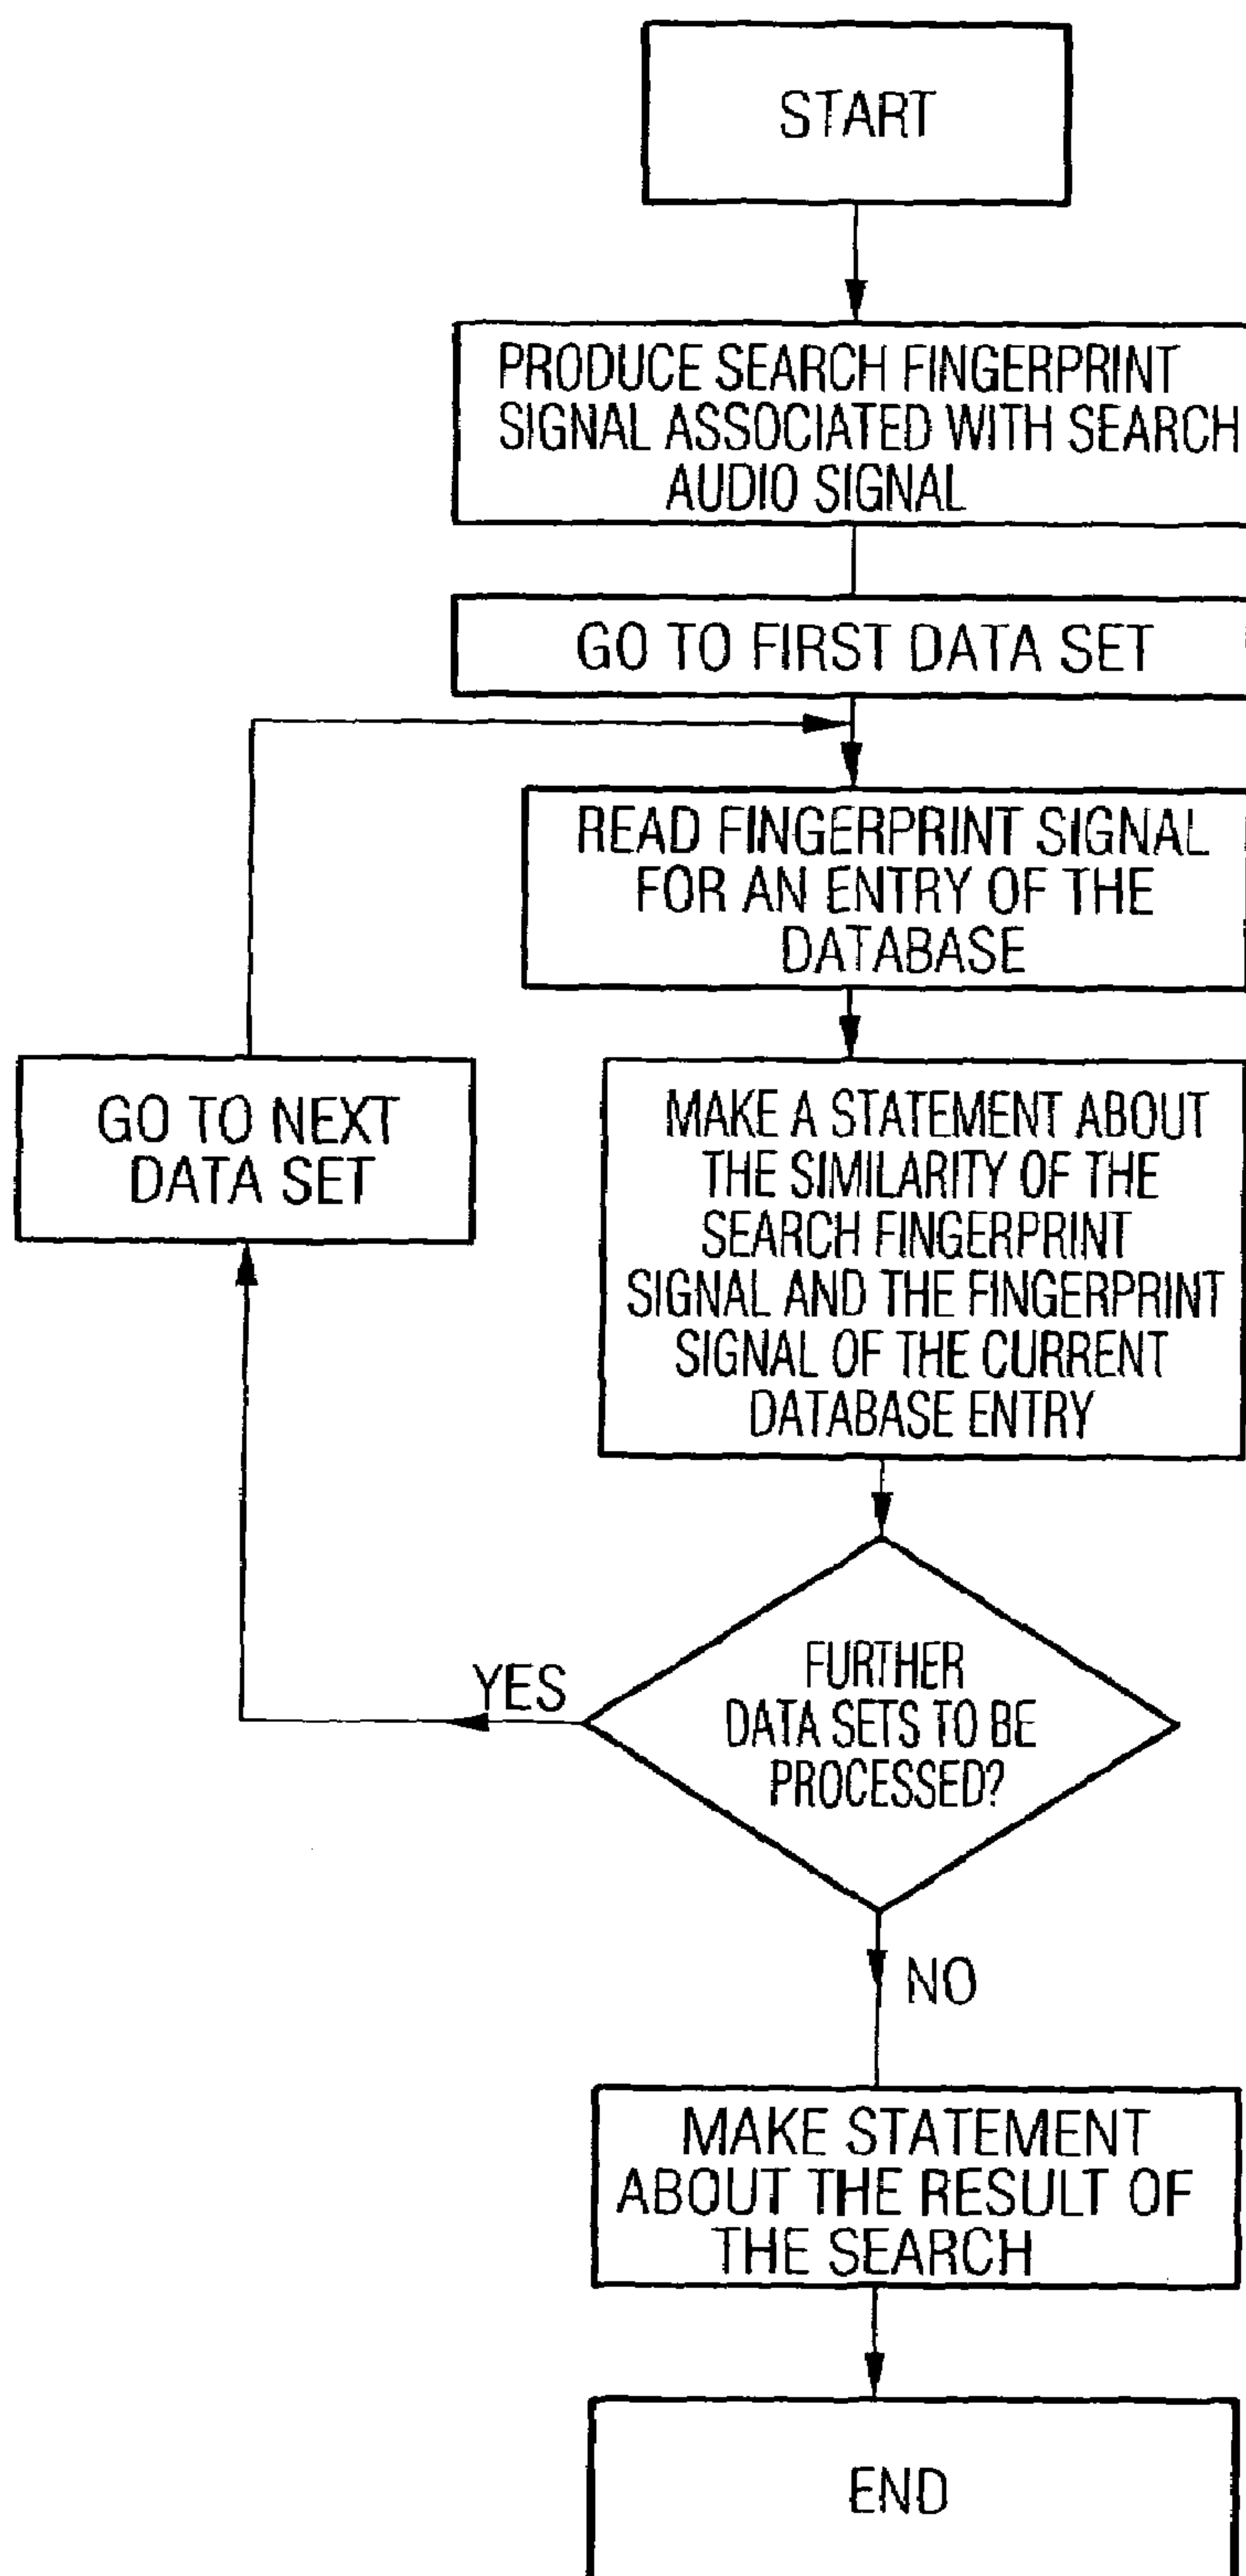 START
PRODUCE SEARCH FINGERPRINT
SIGNAL ASSOCIATED WITH SEARCH
AUDIO SIGNAL
GO TO FIRST DATA SET
READ FINGERPRINT SIGNAL
FOR AN ENTRY OF THE
DATABASE
GO TO NEXT
DATA SET
MAKE A STATEMENT ABOUT
THE SIMILARITY OF THE
SEARCH FINGERPRINT
SIGNAL AND THE FINGERPRINT
SIGNAL OF THE CURRENT
DATABASE ENTRY
YES
FURTHER
DATA SETS TO BE
PROCESSED?
NO
MAKE STATEMENT
ABOUT THE RESULT OF
THE SEARCH
END